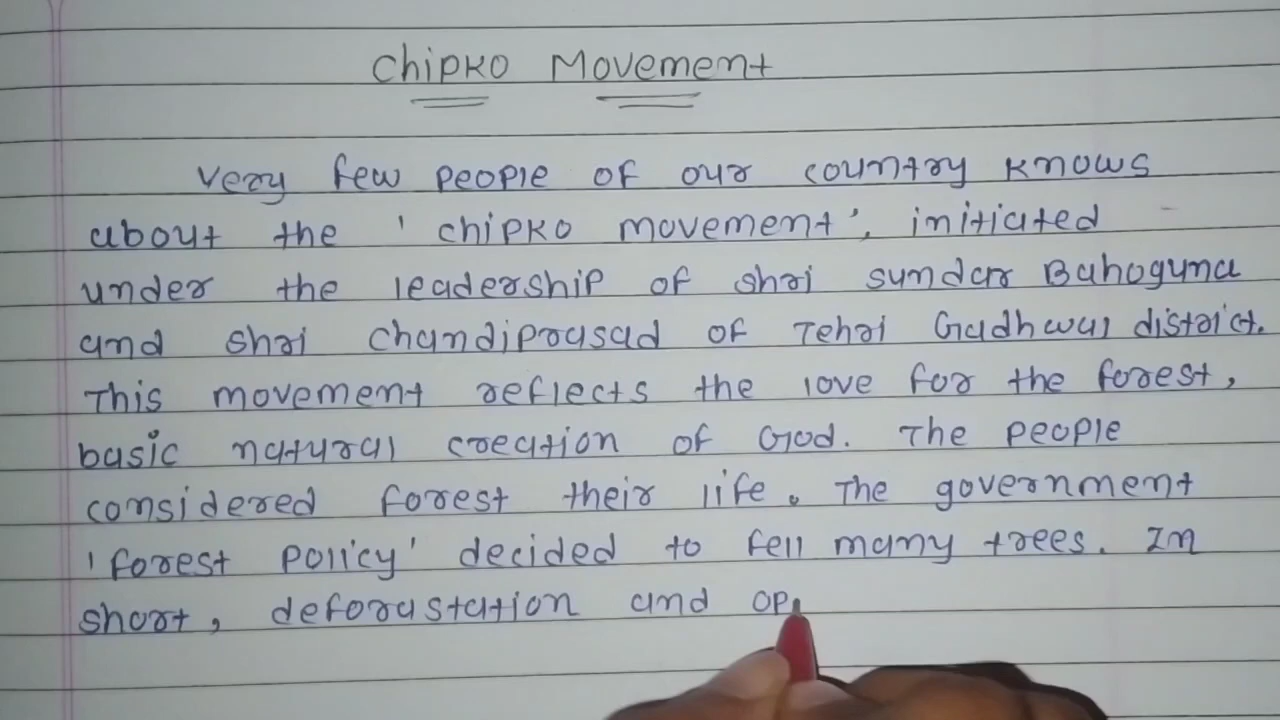 Chipko Movement
Very few people of our country knows
about the 'chipko movement', initiated
under the leadership of shri sundar Bahoguna
and shri Chandiprasad of Tehri Gadhwal district.
This movement reflects the love for the forest,
basic natural creation of God. The people
considered forest their life. The government
'forest policy' decided to fell many trees. In
short, deforastation and op